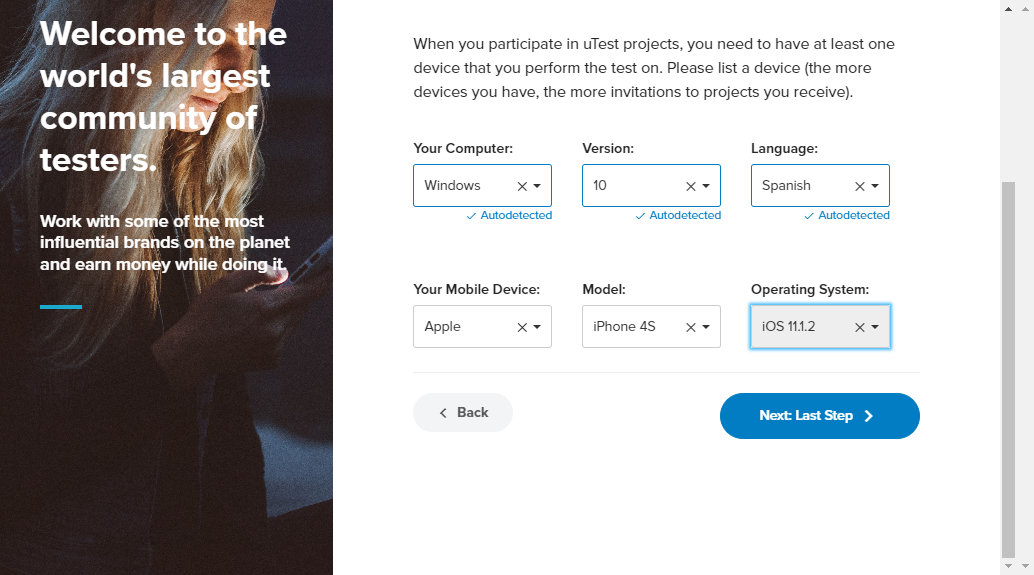 Welcome to the
world's largest
community of
testers.
Work with some of the most
influential brands on the planet
and earn money while doing it.
When you participate in uTest projects, you need to have at least one
device that you perform the test on. Please list a device (the more
devices you have, the more invitations to projects you receive).
Your Computer: Version: Language:
Windows 10 Spanish
Autodetected Autodetected Autodetected
Your Mobile Device: Model: Operating System:
Apple iPhone 4S iOS 11.1.2
Back Next: Last Step